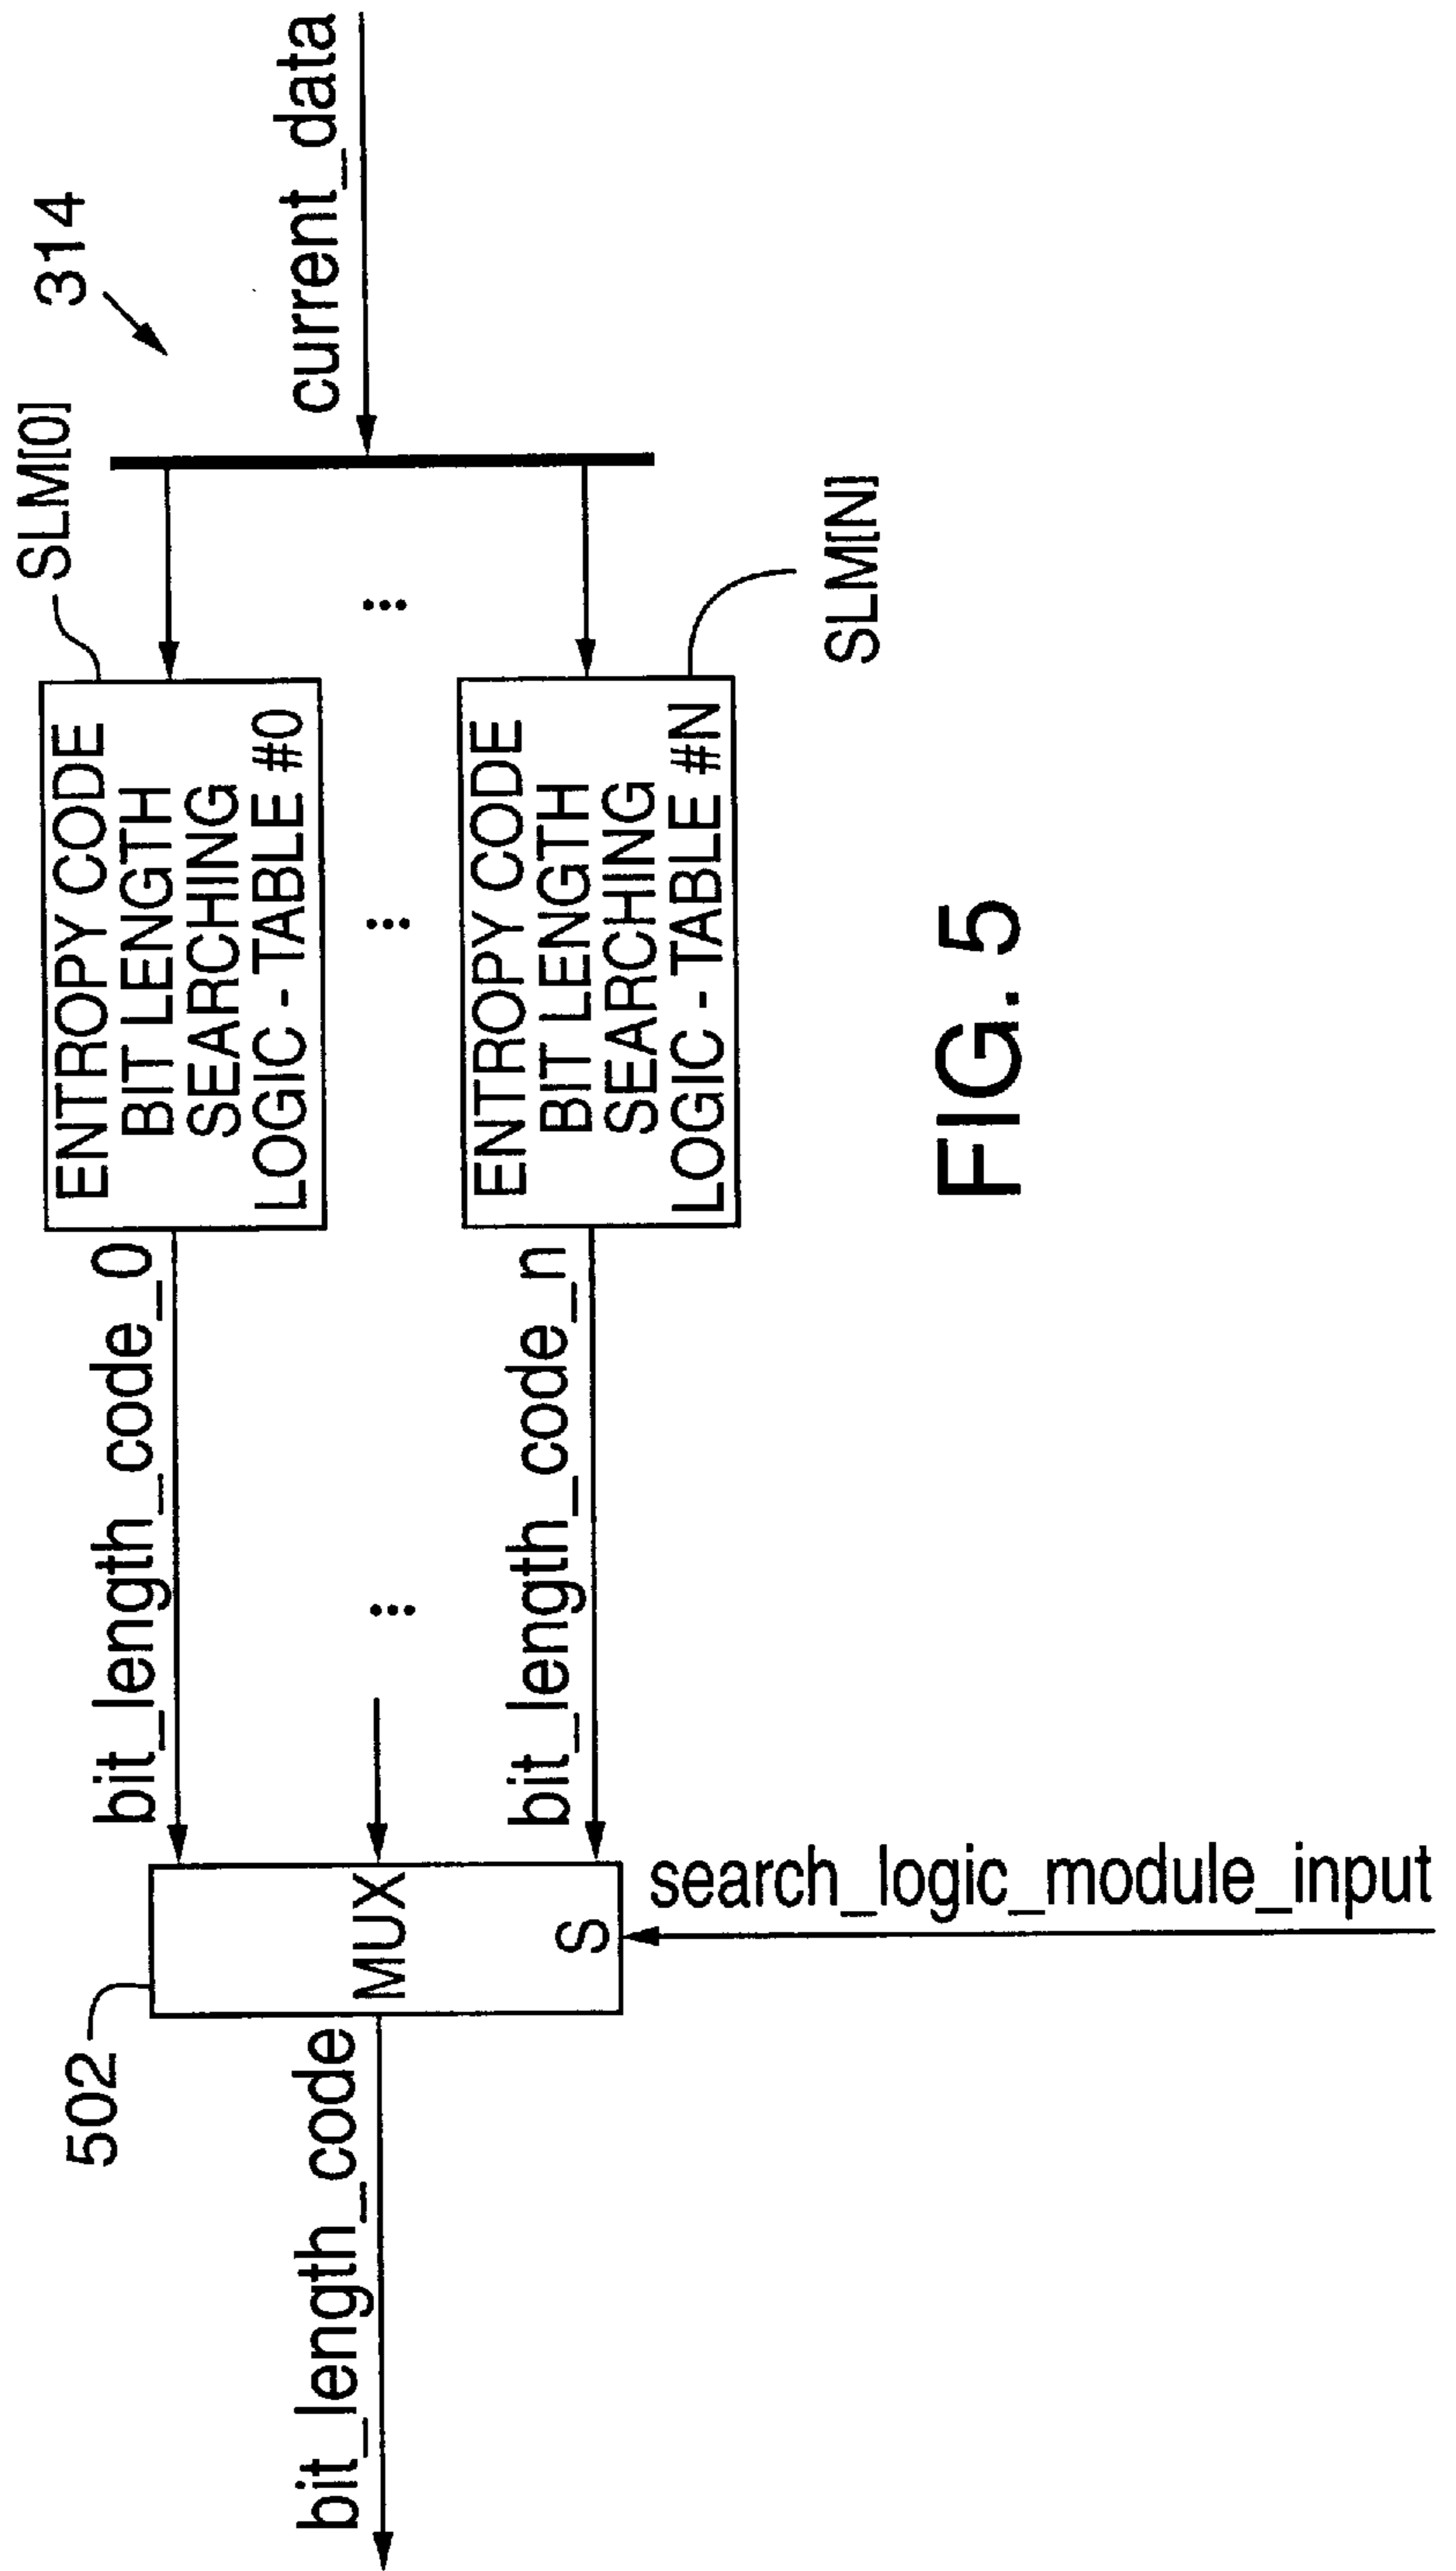 314
SLM[0]
current_data
502
bit_length_code_0
ENTROPY CODE
BIT LENGTH
SEARCHING
LOGIC - TABLE #0
bit_length_code
MUX
...
...
...
S
bit_length_code_n
ENTROPY CODE
BIT LENGTH
SEARCHING
LOGIC - TABLE #N
search_logic_module_input
SLM[N]
FIG. 5